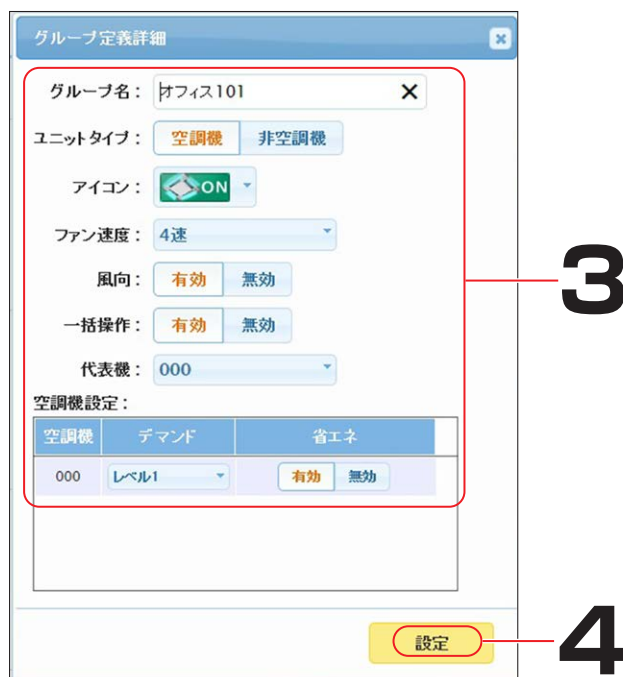 グループ定義詳細
グループ名： オフィス101
ユニットタイプ： 空調機 非空調機
アイコン： ON
ファン速度： 4速
風向： 有効 無効
一括操作： 有効 無効
代表機： 000
空調機設定：
空調機 デマンド 省エネ
000 レベル1 有効 無効
設定
3
4